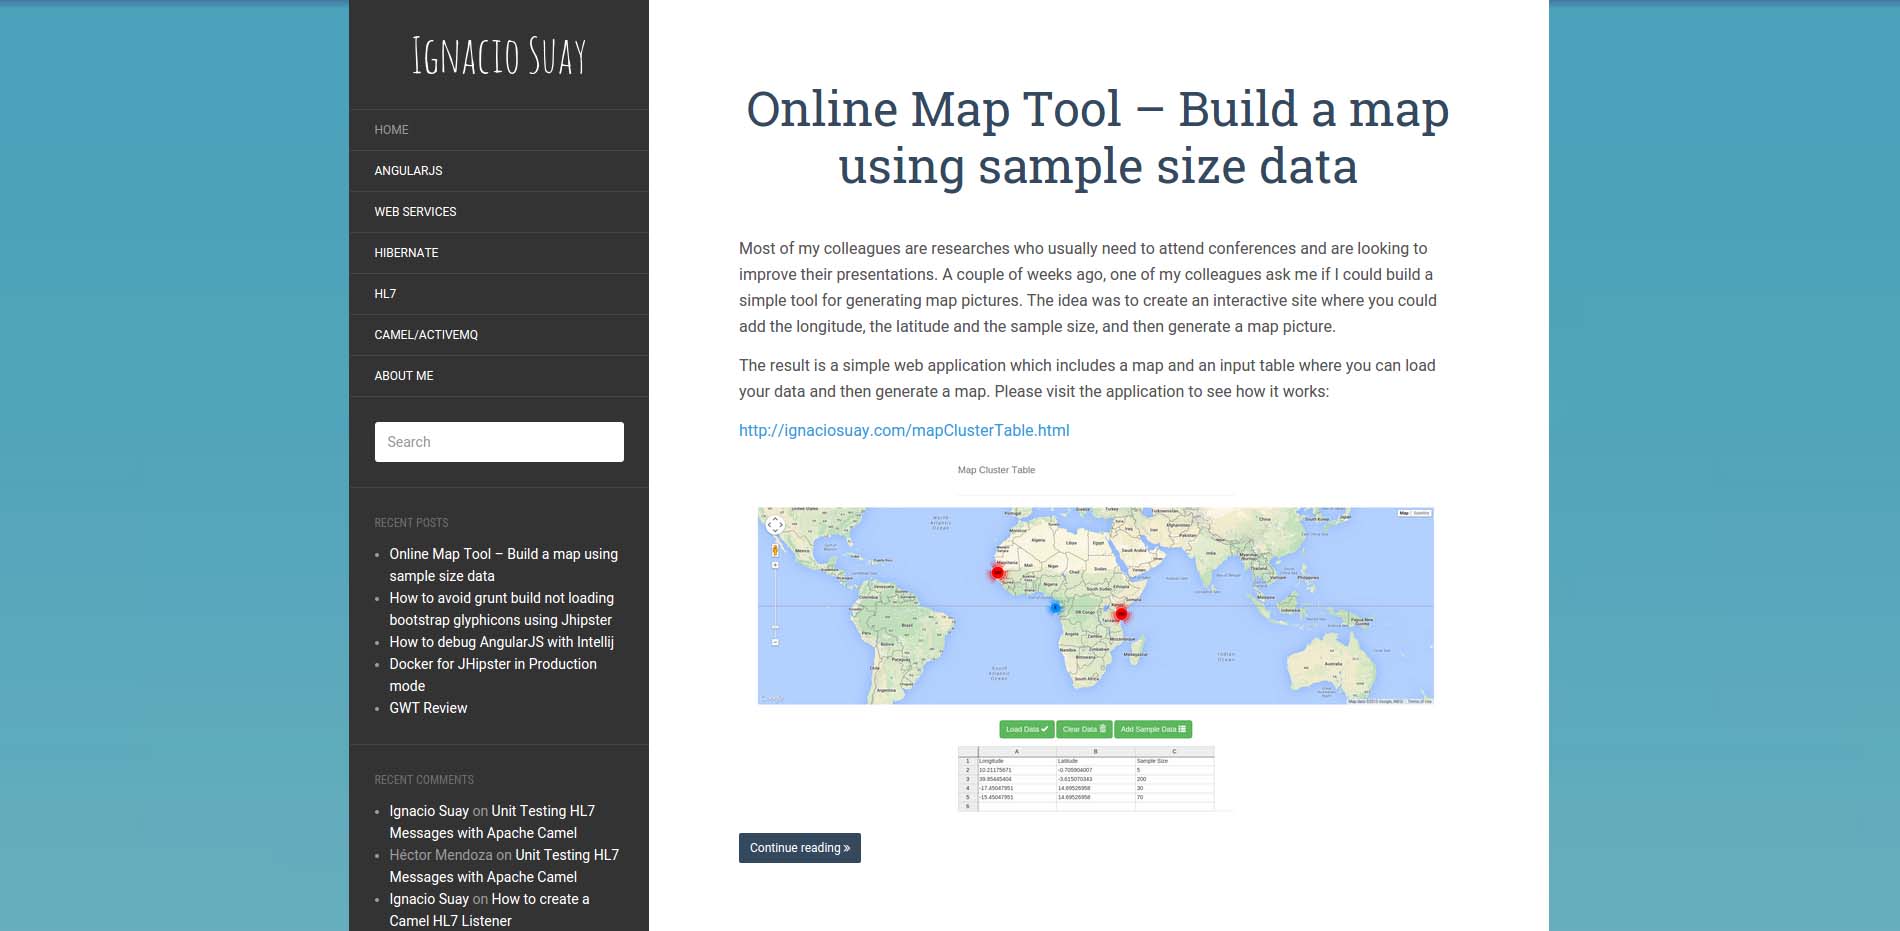 Ignacio Suay
HOME
ANGULARJS
WEB SERVICES
HIBERNATE
HL7
CAMEL/ACTIVEMQ
ABOUT ME
Search
RECENT POSTS
Online Map Tool – Build a map using
sample size data
How to avoid grunt build not loading
bootstrap glyphicons using Jhipster
How to debug AngularJS with Intellij
Docker for JHipster in Production
mode
GWT Review
RECENT COMMENTS
Ignacio Suay on Unit Testing HL7
Messages with Apache Camel
Héctor Mendoza on Unit Testing HL7
Messages with Apache Camel
Ignacio Suay on How to create a
Camel HL7 Listener
Online Map Tool – Build a map
using sample size data
Most of my colleagues are researches who usually need to attend conferences and are looking to
improve their presentations. A couple of weeks ago, one of my colleagues ask me if I could build a
simple tool for generating map pictures. The idea was to create an interactive site where you could
add the longitude, the latitude and the sample size, and then generate a map picture.
The result is a simple web application which includes a map and an input table where you can load
your data and then generate a map. Please visit the application to see how it works:
http://ignaciosuay.com/mapClusterTable.html
Map Cluster Table
Load Data Clear Data Add Sample Data
A B C
1 Longitude Latitude Sample Size
2 10.21175671 -0.705904007 5
3 39.95445404 -3.615070343 200
4 -17.45047951 14.69526958 30
5 -15.45047951 14.69526958 70
6
Continue reading »